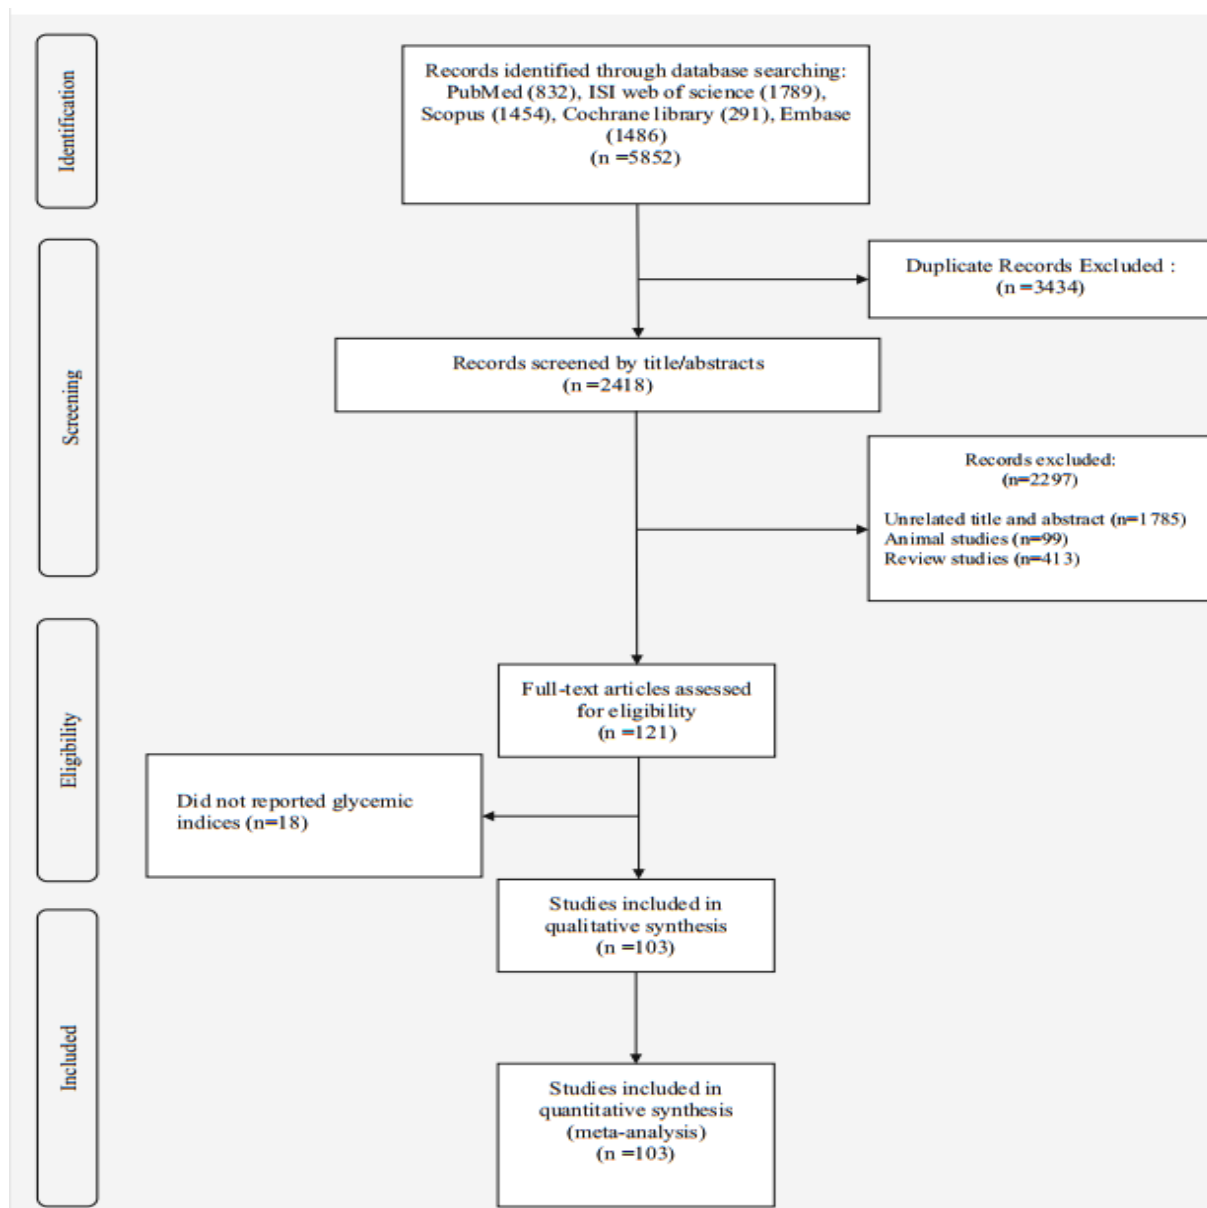 Identification
Records identified through database searching:
PubMed (832), ISI web of science (1789),
Scopus (1454), Cochrane library (291), Embase
(1486)
(n =5852)
Screening
Duplicate Records Excluded :
(n =3434)
Records screened by title/abstracts
(n =2418)
Records excluded:
(n=2297)
Unrelated title and abstract (n=1785)
Animal studies (n=99)
Review studies (n=413)
Eligibility
Full-text articles assessed
for eligibility
(n =121)
Did not reported glycemic
indices (n=18)
Included
Studies included in
qualitative synthesis
(n =103)
Studies included in
quantitative synthesis
(meta-analysis)
(n =103)